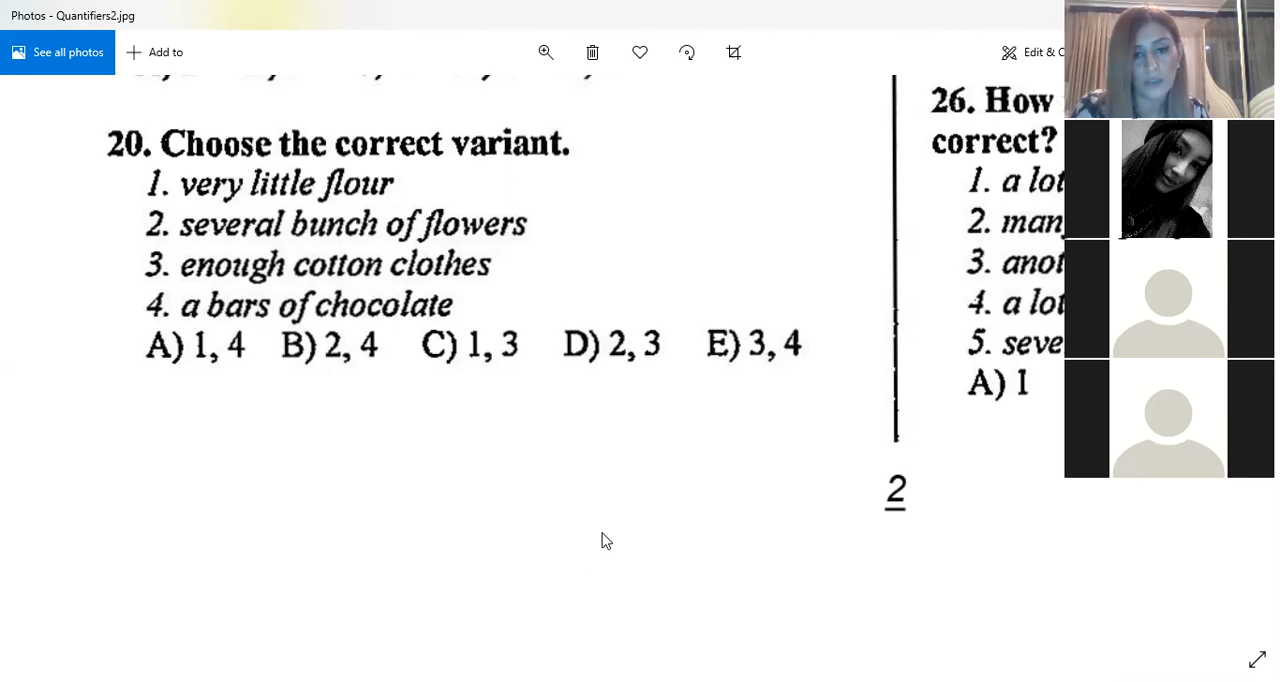 Photos - Quantifiers2.jpg
See all photos
Add to
Edit & C
20. Choose the correct variant.
1. very little flour
2. several bunch of flowers
3. enough cotton clothes
4. a bars of chocolate
A) 1, 4 B) 2, 4 C) 1, 3 D) 2, 3 E) 3, 4
26. How
correct?
1. a lot
2. man
3. anot
4. a lot
5. seve
A) 1
2